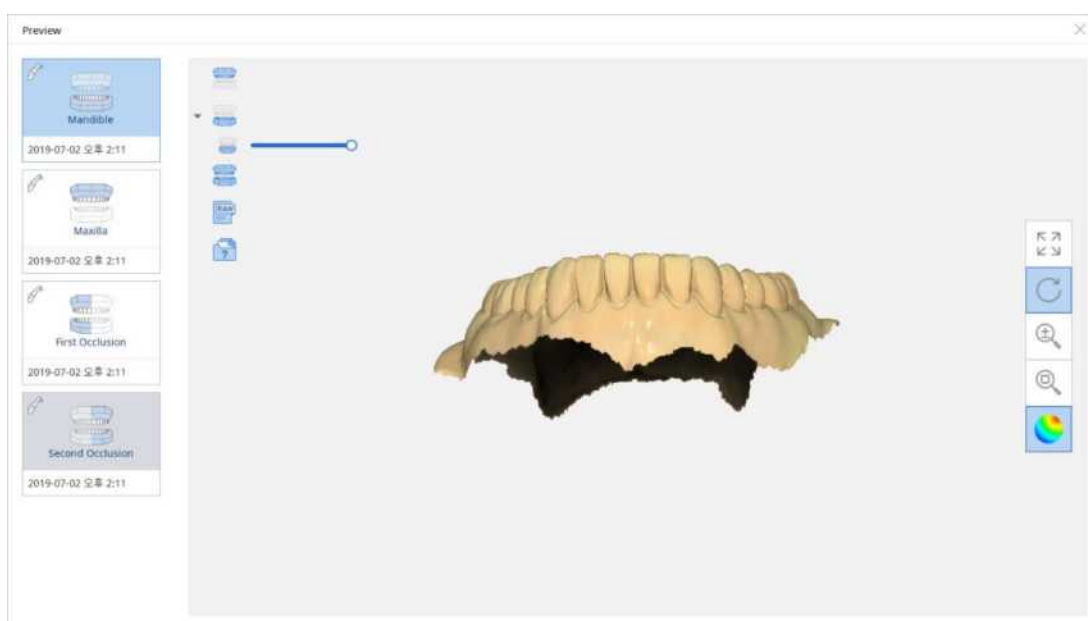 Preview
Mandible
2019-07-02 오후 2:11
Maxilla
2019-07-02 오후 2:11
First Occlusion
2019-07-02 오후 2:11
Second Occlusion
2019-07-02 오후 2:11
?